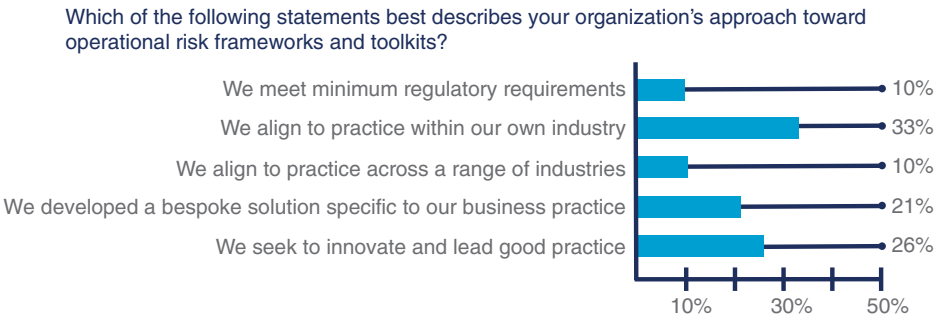 Which of the following statements best describes your organization’s approach toward
operational risk frameworks and toolkits?
We meet minimum regulatory requirements 10%
We align to practice within our own industry 33%
We align to practice across a range of industries 10%
We developed a bespoke solution specific to our business practice 21%
We seek to innovate and lead good practice 26%
10% 30% 50%